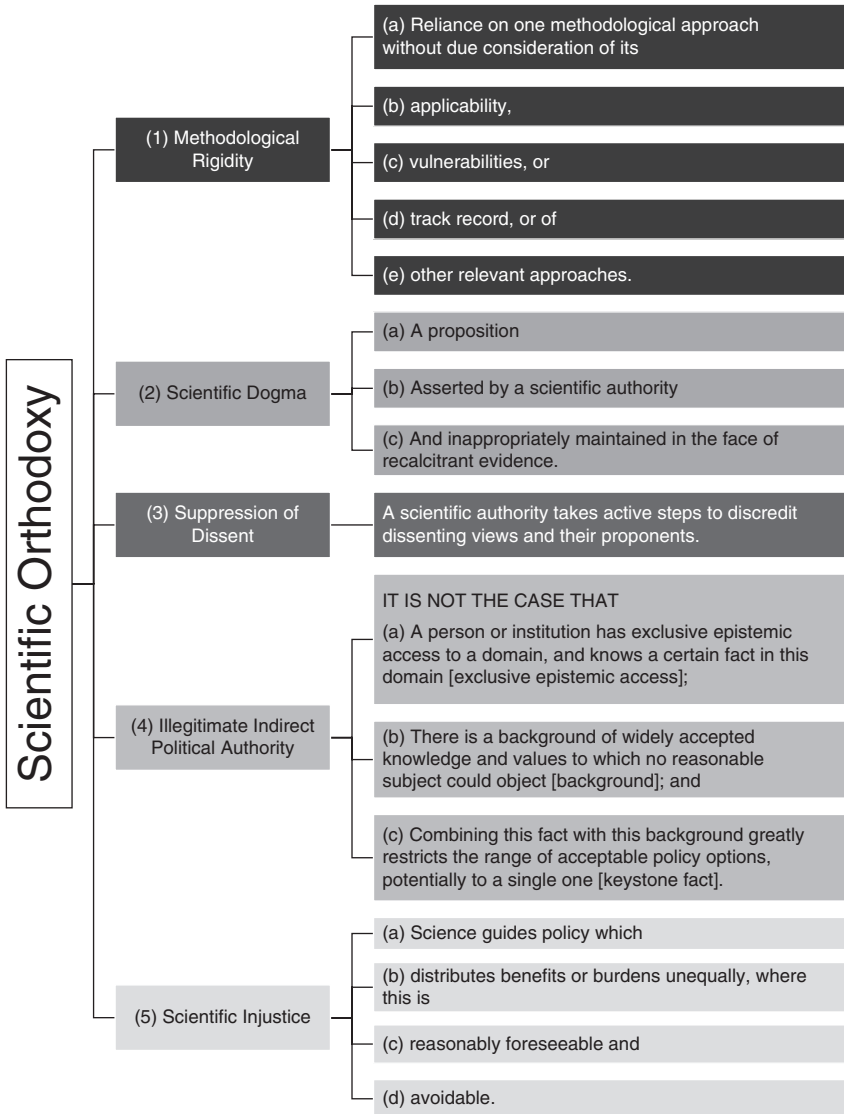 Scientific Orthodoxy
(1) Methodological
Rigidity
(a) Reliance on one methodological approach
without due consideration of its
(b) applicability,
(c) vulnerabilities, or
(d) track record, or of
(e) other relevant approaches.
(2) Scientific Dogma
(a) A proposition
(b) Asserted by a scientific authority
(c) And inappropriately maintained in the face of
recalcitrant evidence.
(3) Suppression of
Dissent
A scientific authority takes active steps to discredit
dissenting views and their proponents.
(4) Illegitimate Indirect
Political Authority
IT IS NOT THE CASE THAT
(a) A person or institution has exclusive epistemic
access to a domain, and knows a certain fact in this
domain [exclusive epistemic access];
(b) There is a background of widely accepted
knowledge and values to which no reasonable
subject could object [background]; and
(c) Combining this fact with this background greatly
restricts the range of acceptable policy options,
potentially to a single one [keystone fact].
(5) Scientific Injustice
(a) Science guides policy which
(b) distributes benefits or burdens unequally, where
this is
(c) reasonably foreseeable and
(d) avoidable.